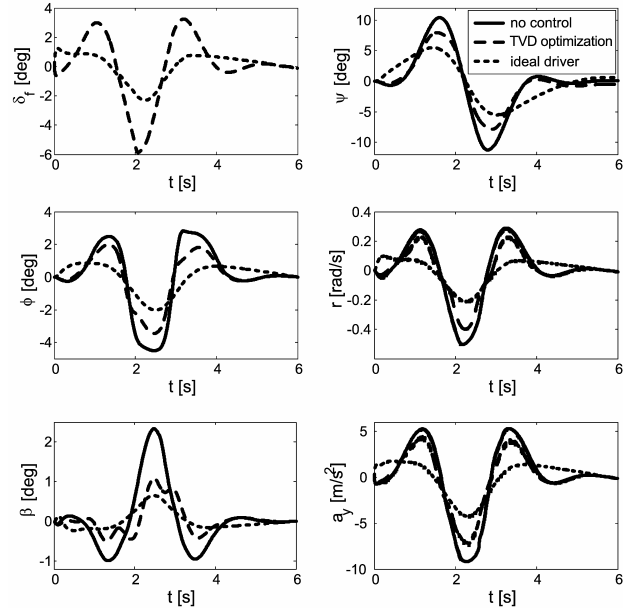 4
2
0
-2
-4
-6
δf [deg]
0 2 4 6
t [s]
10
5
0
-5
-10
ψ [deg]
0 2 4 6
t [s]
no control
TVD optimization
ideal driver
4
2
0
-2
-4
ϕ [deg]
0 2 4 6
t [s]
0.4
0.2
0
-0.2
-0.4
r [rad/s]
0 2 4 6
t [s]
2
1
0
-1
β [deg]
0 2 4 6
t [s]
5
0
-5
-10
ay [m/s²]
0 2 4 6
t [s]